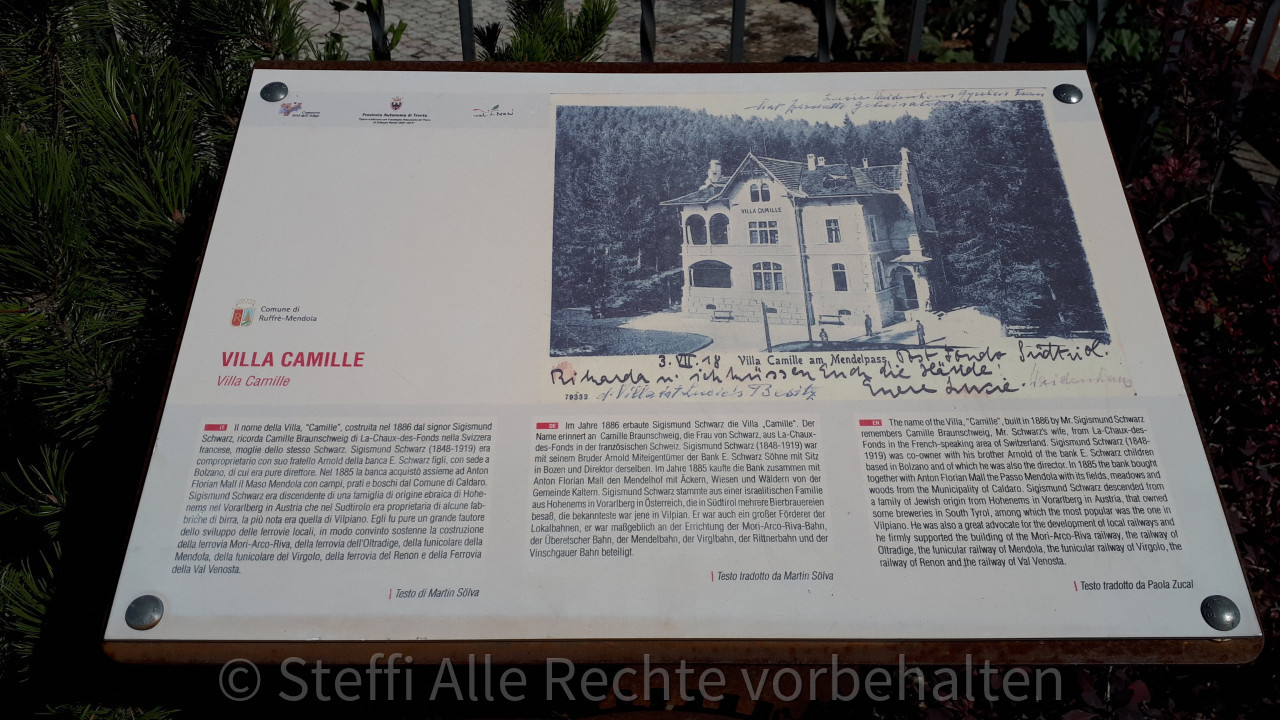 Provincia Autonoma di Trento
Comune di
Ruffrè-Mendola
VILLA CAMILLE
Villa Camille
VILLA CAMILLE
3. VII. 18 Villa Camille am Mendelpass, Post Fondo Südtirol.
Rikarda u. ich küssen Euch die Hände!
79333 d. Villa ist Lucie's Besitz Eure Lucie.
IT Il nome della Villa, "Camille", costruita nel 1886 dal signor Sigismund
Schwarz, ricorda Camille Braunschweig di La-Chaux-des-Fonds nella Svizzera
francese, moglie dello stesso Schwarz. Sigismund Schwarz (1848-1919) era
comproprietario con suo fratello Arnold della banca E. Schwarz figli, con sede a
Bolzano, di cui era pure direttore. Nel 1885 la banca acquistò assieme ad Anton
Florian Mall il Maso Mendola con campi, prati e boschi dal Comune di Caldaro.
Sigismund Schwarz era discendente di una famiglia di origine ebraica di Hohe-
nems nel Vorarlberg in Austria che nel Sudtirolo era proprietaria di alcune fab-
briche di birra, la più nota era quella di Vilpiano. Egli fu pure un grande fautore
dello sviluppo delle ferrovie locali, in modo convinto sostenne la costruzione
della ferrovia Mori-Arco-Riva, della ferrovia dell'Oltradige, della funicolare della
Mendola, della funicolare del Virgolo, della ferrovia del Renon e della Ferrovia
della Val Venosta.
Testo di Martin Sölva
DE Im Jahre 1886 erbaute Sigismund Schwarz die Villa „Camille". Der
Name erinnert an Camille Braunschweig, die Frau von Schwarz, aus La-Chaux-
des-Fonds in der französischen Schweiz. Sigismund Schwarz (1848-1919) war
mit seinem Bruder Arnold Miteigentümer der Bank E. Schwarz Söhne mit Sitz
in Bozen und Direktor derselben. Im Jahre 1885 kaufte die Bank zusammen mit
Anton Florian Mall den Mendelhof mit Äckern, Wiesen und Wäldern von der
Gemeinde Kaltern. Sigismund Schwarz stammte aus einer israelitischen Familie
aus Hohenems in Vorarlberg in Österreich, die in Südtirol mehrere Bierbrauereien
besaß, die bekannteste war jene in Vilpian. Er war auch ein großer Förderer der
Lokalbahnen, er war maßgeblich an der Errichtung der Mori-Arco-Riva-Bahn,
der Überetscher Bahn, der Mendelbahn, der Virglbahn, der Rittnerbahn und der
Vinschgauer Bahn beteiligt.
Testo tradotto da Martin Sölva
EN The name of the Villa, "Camille", built in 1886 by Mr. Sigismund Schwarz
remembers Camille Braunschweig, Mr. Schwarz's wife, from La-Chaux-des-
Fonds in the French-speaking area of Switzerland. Sigismund Schwarz (1848-
1919) was co-owner with his brother Arnold of the bank E. Schwarz children
based in Bolzano and of which he was also the director. In 1885 the bank bought
together with Anton Florian Mall the Passo Mendola with its fields, meadows and
woods from the Municipality of Caldaro. Sigismund Schwarz descended from
a family of Jewish origin from Hohenems in Vorarlberg in Austria, that owned
some breweries in South Tyrol, among which the most popular was the one in
Vilpiano. He was also a great advocate for the development of local railways and
he firmly supported the building of the Mori-Arco-Riva railway, the railway of
Oltradige, the funicular railway of Mendola, the funicular railway of Virgolo, the
railway of Renon and the railway of Val Venosta.
Testo tradotto da Paola Zucal
© Steffi Alle Rechte vorbehalten